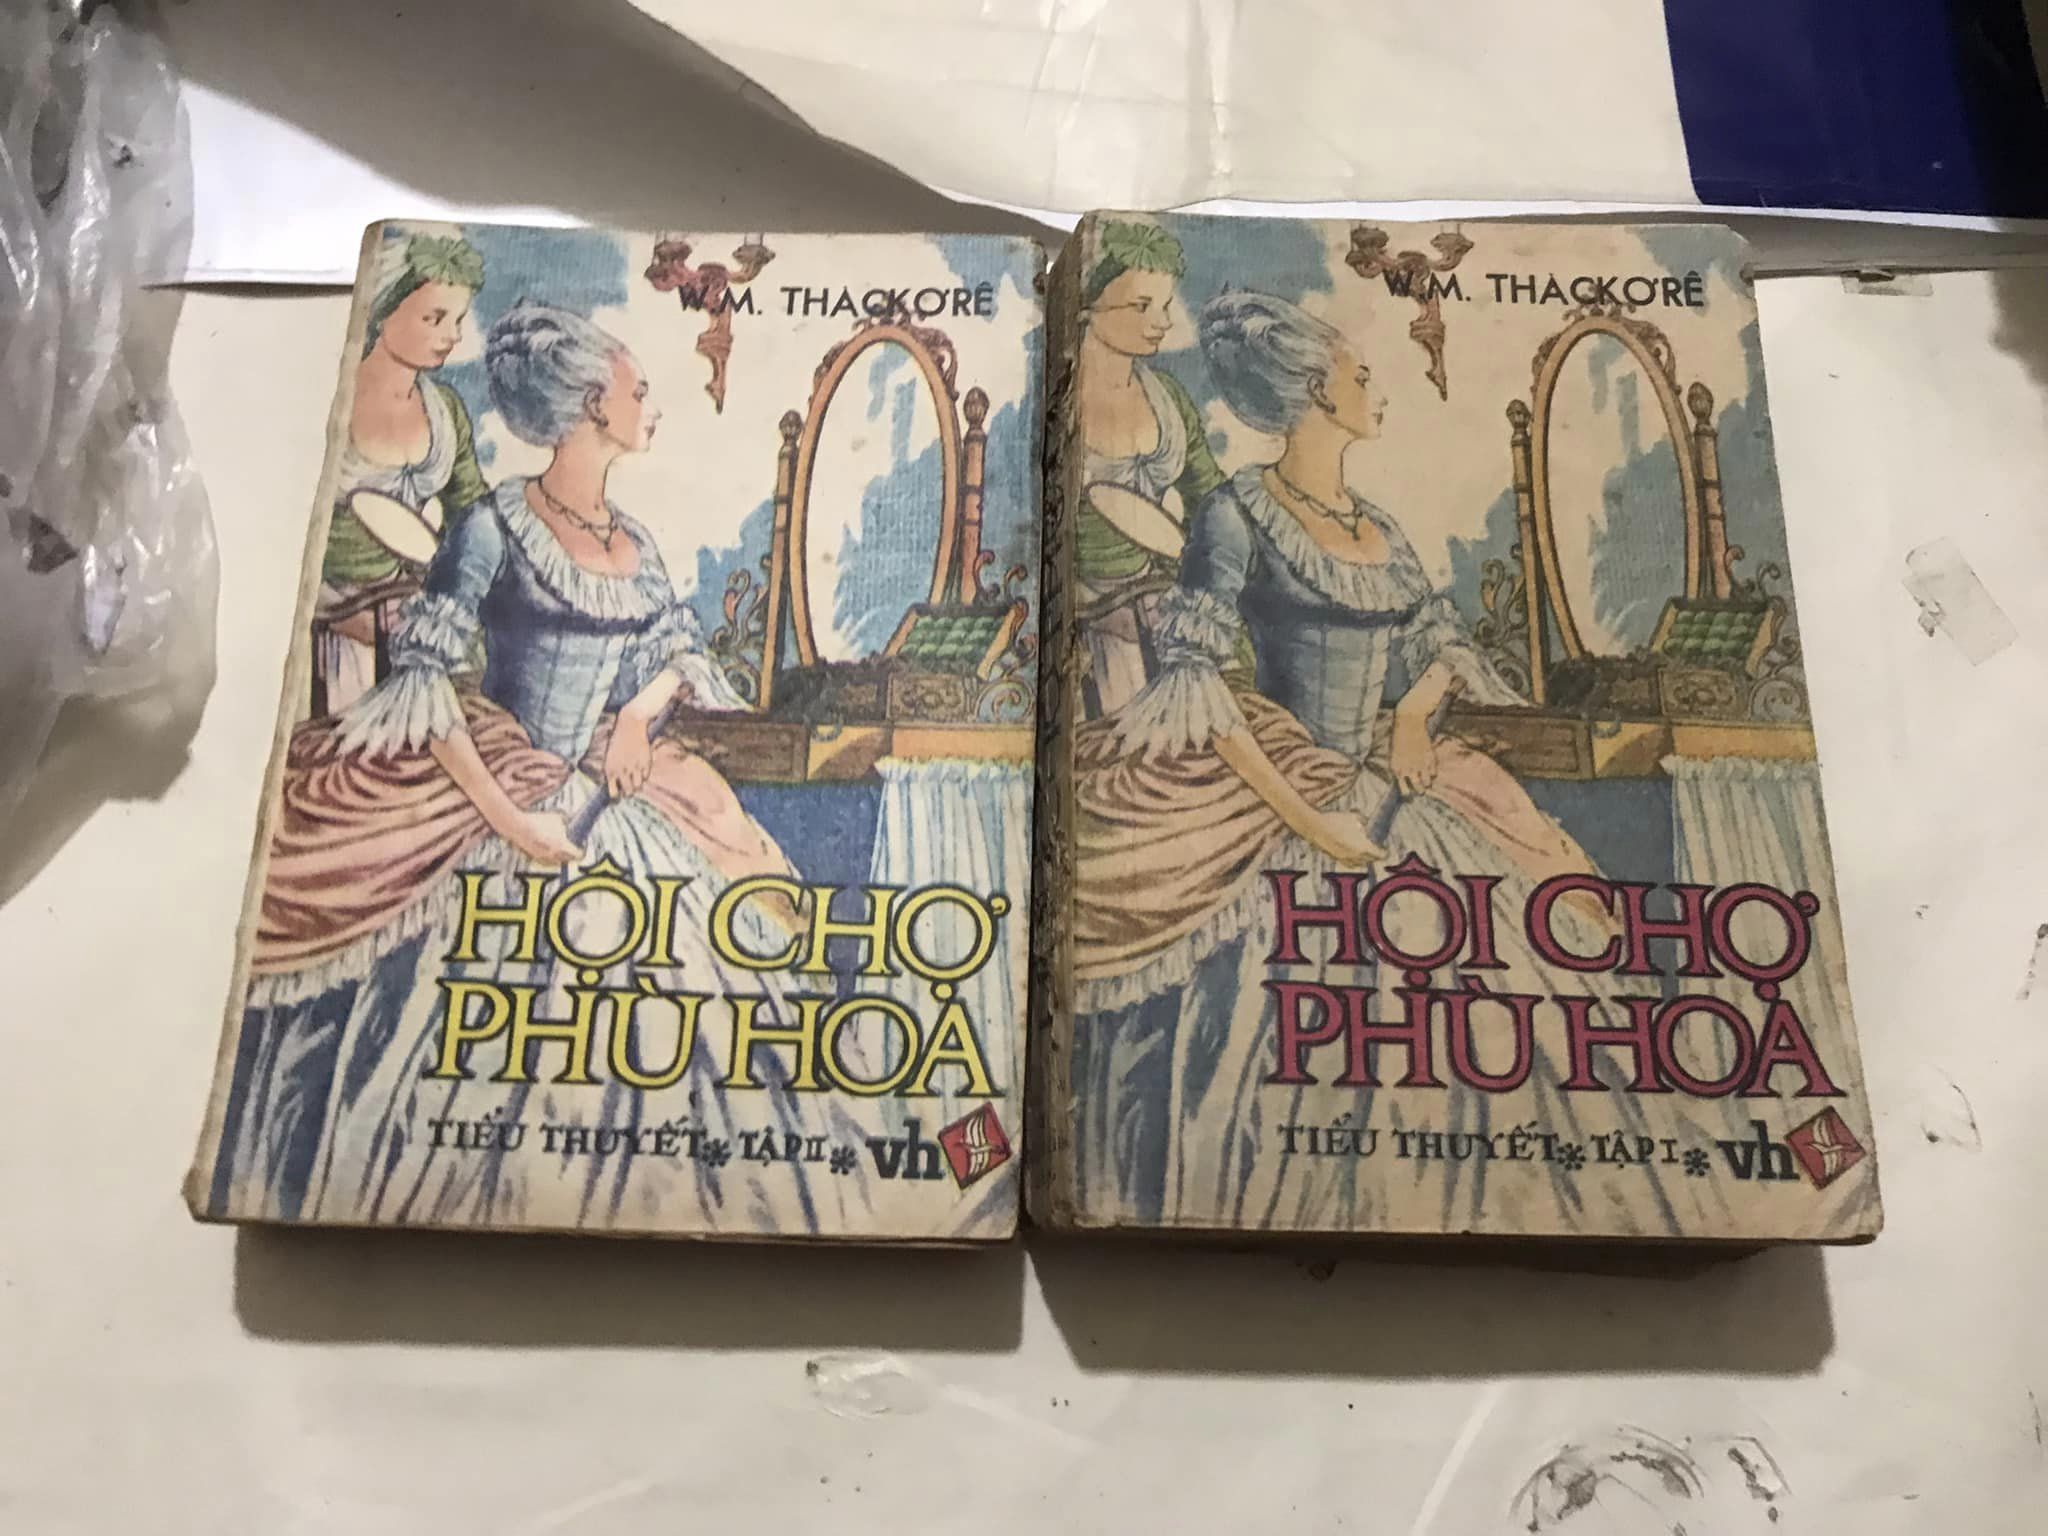 W.M. THACKƠRÊ
HỘI CHỢ
PHÙ HOA
TIỂU THUYẾT * TẬP II * vh
W.M. THACKƠRÊ
HỘI CHỢ
PHÙ HOA
TIỂU THUYẾT * TẬP I * vh